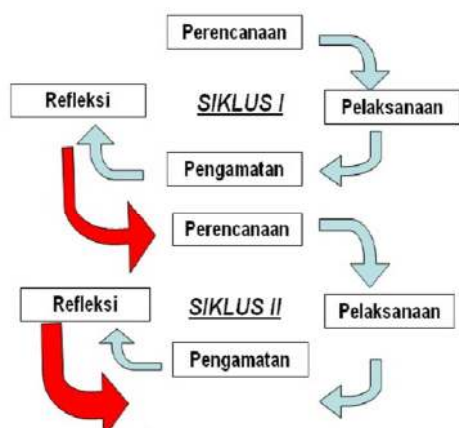 Perencanaan
Refleksi
SIKLUS I
Pelaksanaan
Pengamatan
Perencanaan
Refleksi
SIKLUS II
Pelaksanaan
Pengamatan